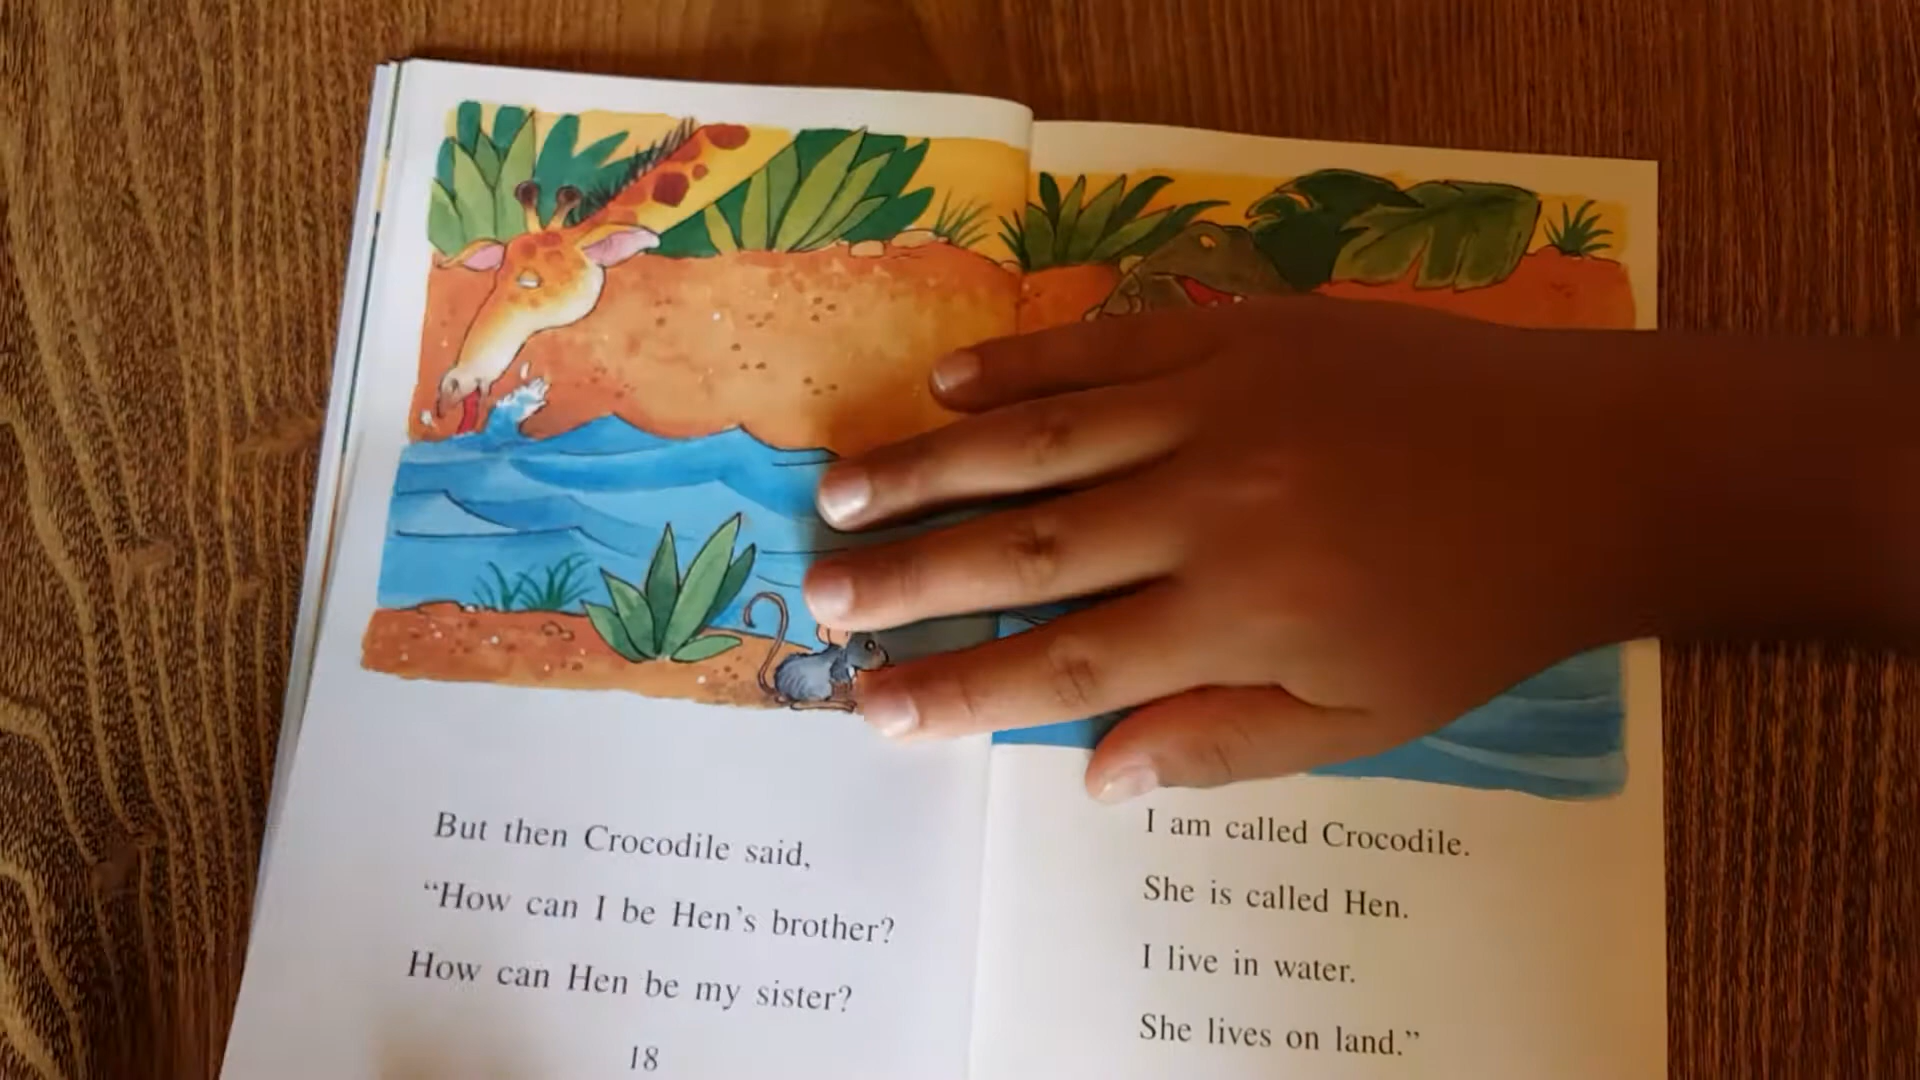 But then Crocodile said,
“How can I be Hen’s brother?
How can Hen be my sister?
18
I am called Crocodile.
She is called Hen.
I live in water.
She lives on land.”